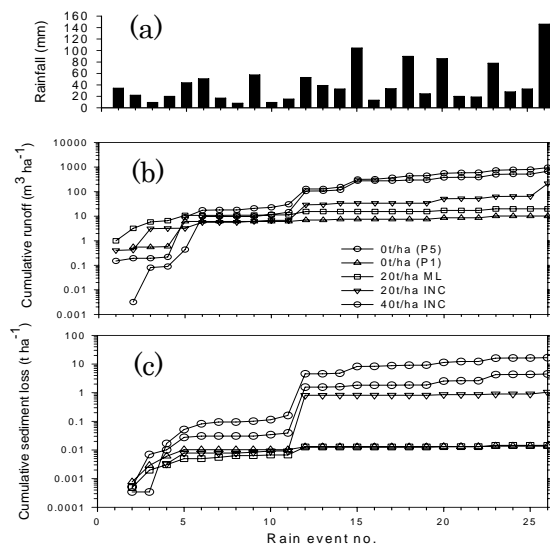 (a)
Rainfall (mm)
160
140
120
100
80
60
40
20
0
(b)
Cumulative runoff (m³ ha⁻¹)
10000
1000
100
10
1
0.1
0.01
0.001
0t/ha (P5)
0t/ha (P1)
20t/ha ML
20t/ha INC
40t/ha INC
(c)
Cumulative sediment loss (t ha⁻¹)
100
10
1
0.1
0.01
0.001
0.0001
0 5 10 15 20 25
Rain event no.